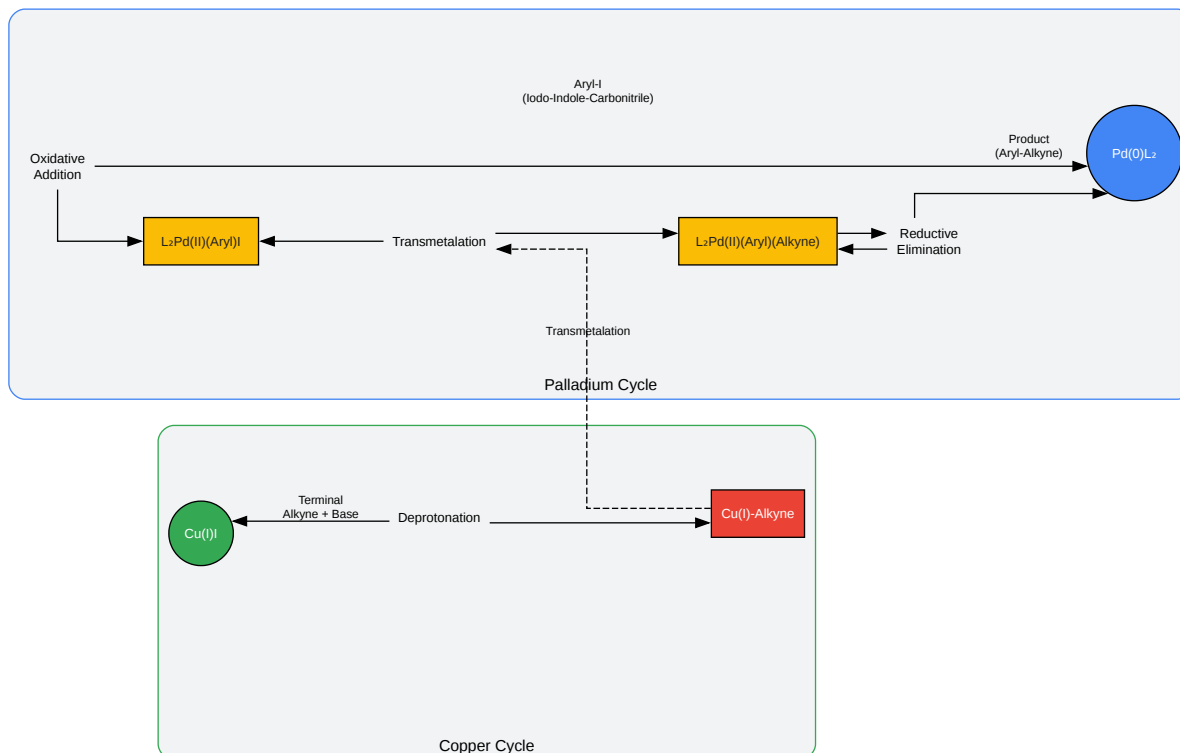 Aryl-I
(Iodo-Indole-Carbonitrile)
Product
(Aryl-Alkyne)
Pd(0)L₂
Oxidative
Addition
L₂Pd(II)(Aryl)I
Transmetalation
L₂Pd(II)(Aryl)(Alkyne)
Reductive
Elimination
Transmetalation
Palladium Cycle
Terminal
Alkyne + Base
Cu(I)I
Deprotonation
Cu(I)-Alkyne
Copper Cycle